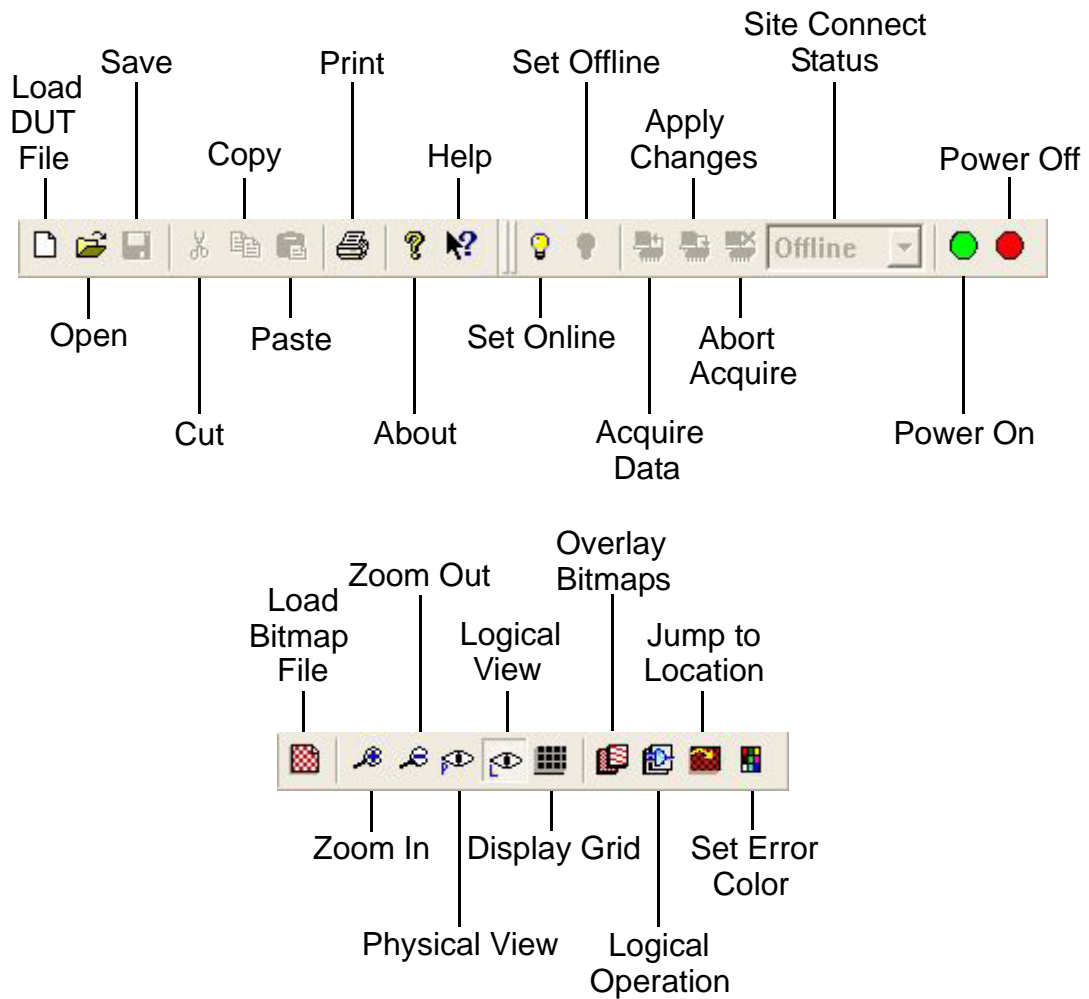 Site Connect
Status
Save
Print
Set Offline
Load
DUT
File
Copy
Help
Apply
Changes
Power Off
Offline
Open
Paste
Set Online
Abort
Acquire
Cut
About
Acquire
Data
Power On
Overlay
Bitmaps
Zoom Out
Load
Bitmap
File
Logical
View
Jump to
Location
P
L
Zoom In
Display Grid
Set Error
Color
Physical View
Logical
Operation